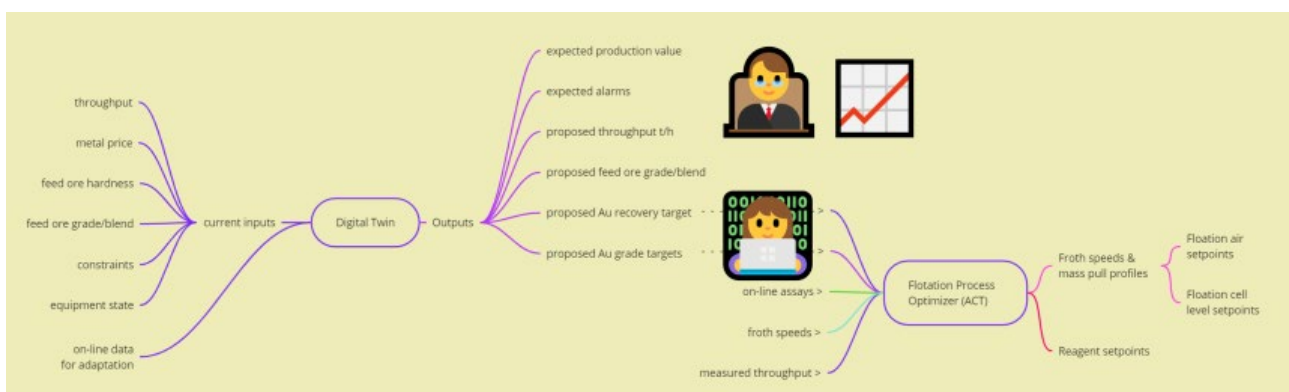 throughput
metal price
feed ore hardness
feed ore grade/blend
constraints
equipment state
on-line data
for adaptation
current inputs
Digital Twin
Outputs
expected production value
expected alarms
proposed throughput t/h
proposed feed ore grade/blend
proposed Au recovery target - - >
proposed Au grade targets - - >
on-line assays >
froth speeds >
measured throughput >
Flotation Process
Optimizer (ACT)
Froth speeds &
mass pull profiles
Floation air
setpoints
Floation cell
level setpoints
Reagent setpoints